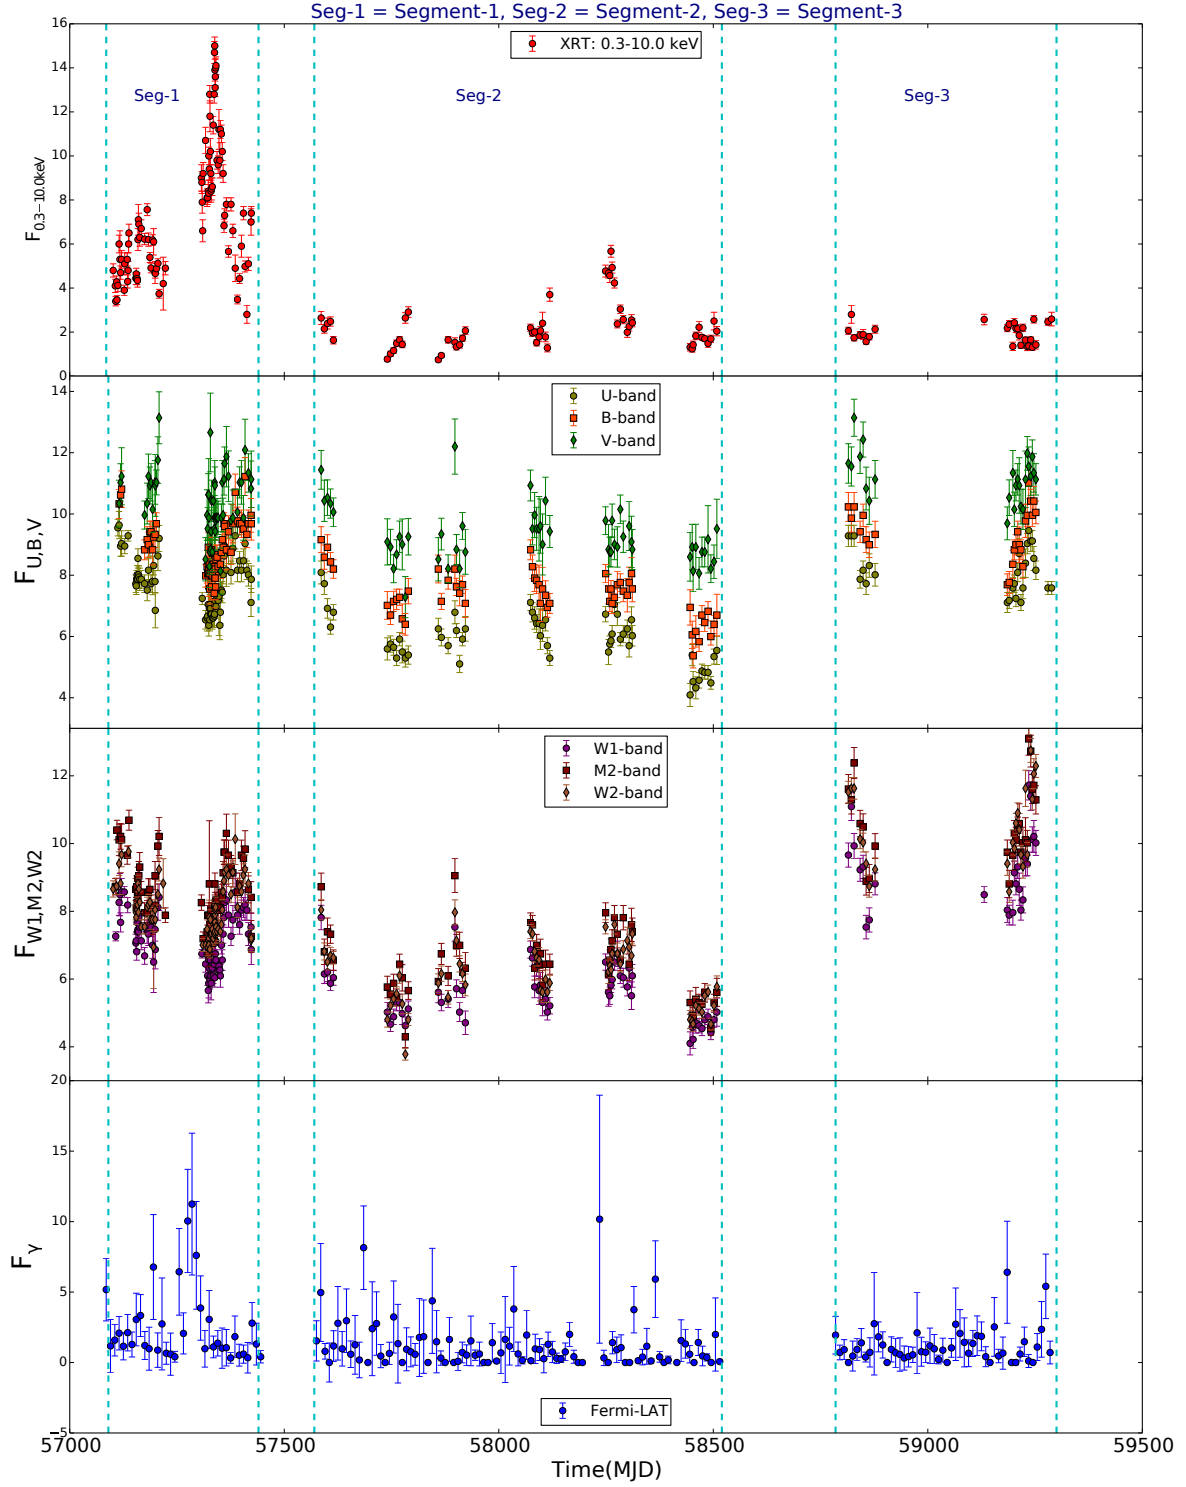 Seg-1 = Segment-1, Seg-2 = Segment-2, Seg-3 = Segment-3
16
14
12
10
8
6
4
2
0
F0.3−10.0keV
XRT: 0.3-10.0 keV
Seg-1
Seg-2
Seg-3
14
12
10
8
6
4
FU,B,V
U-band
B-band
V-band
12
10
8
6
4
FW1,M2,W2
W1-band
M2-band
W2-band
20
15
10
5
0
−5
Fγ
Fermi-LAT
57000
57500
58000
58500
59000
59500
Time(MJD)